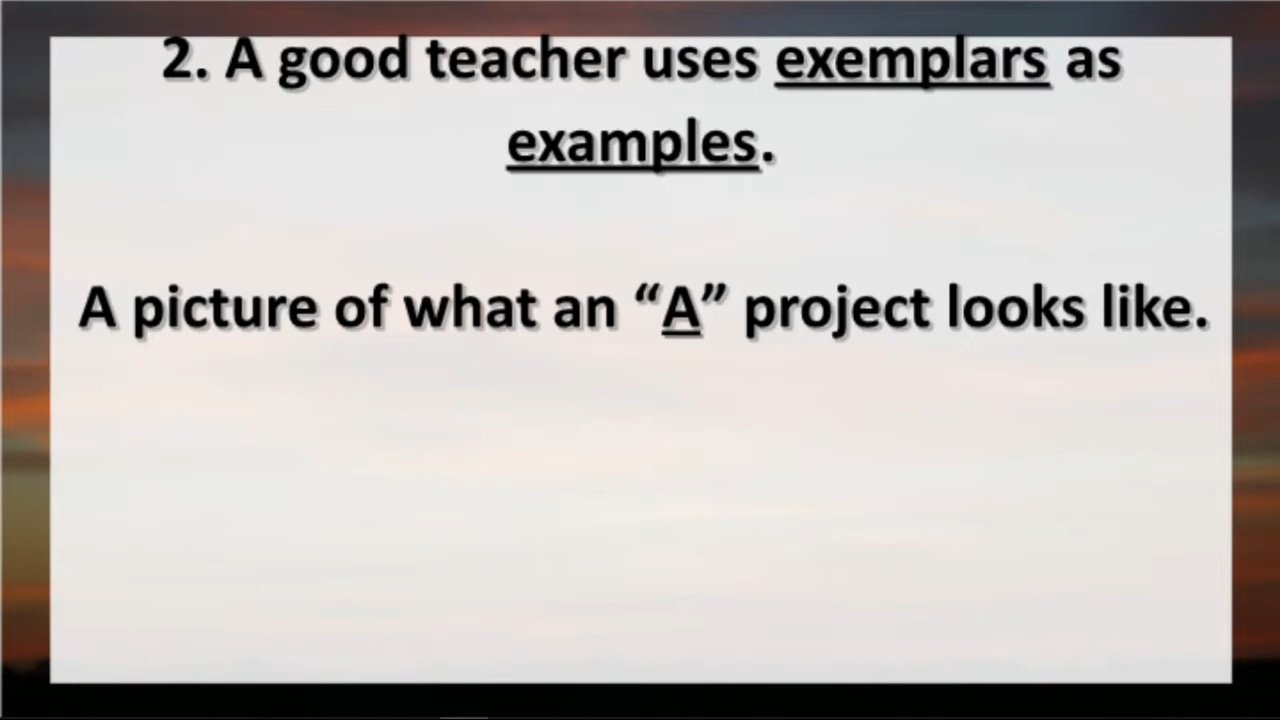 2. A good teacher uses exemplars as
examples.
A picture of what an “A” project looks like.